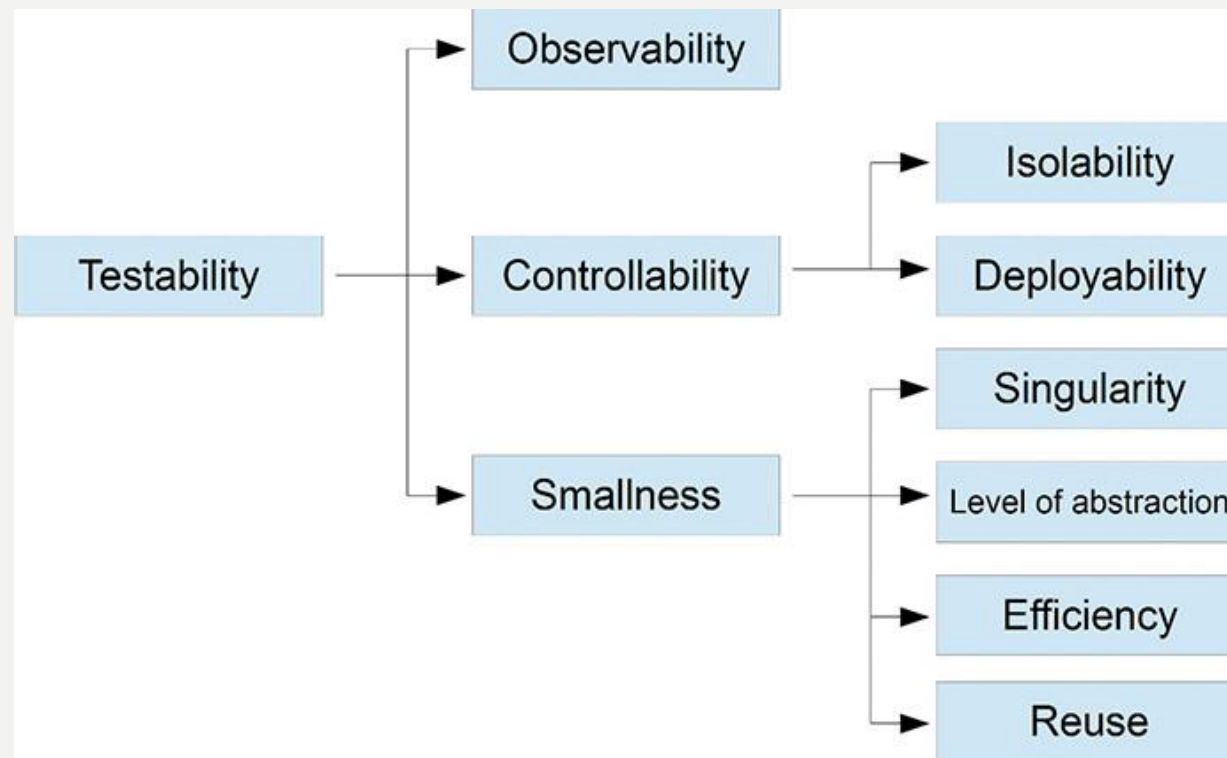 Observability
Isolability
Testability
Controllability
Deployability
Singularity
Smallness
Level of abstraction
Efficiency
Reuse